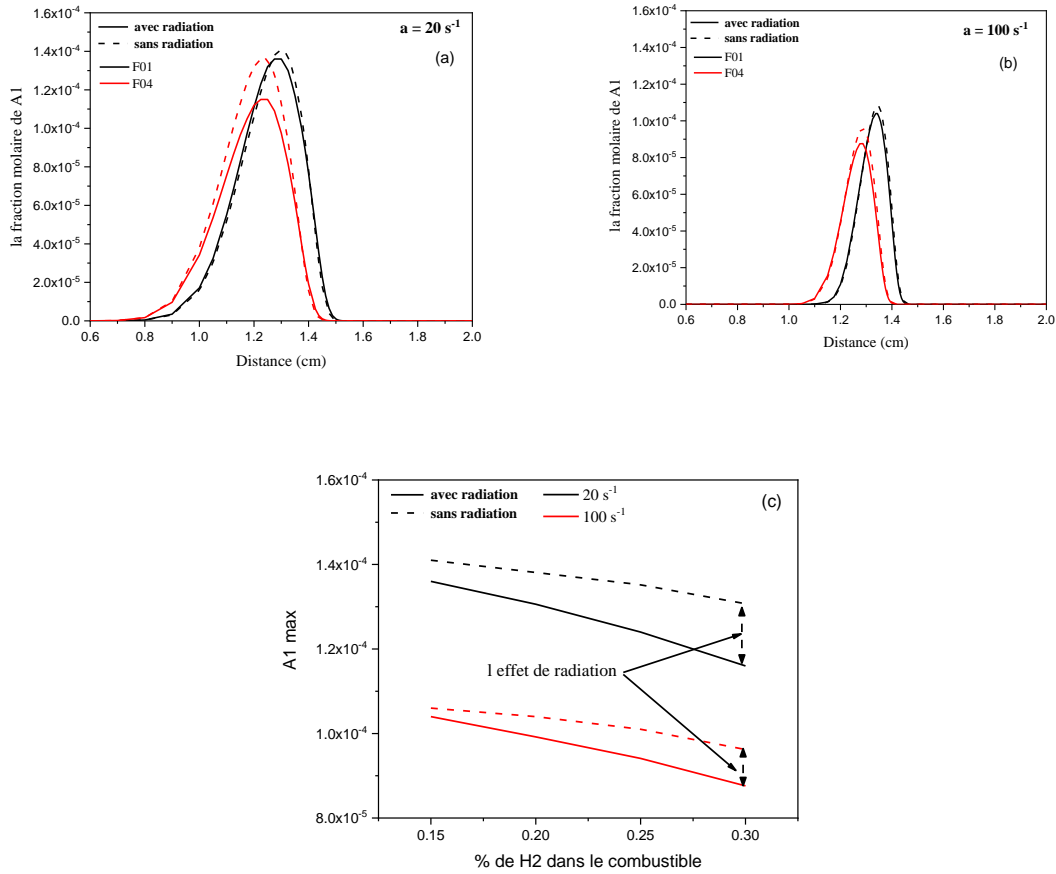 avec radiation
sans radiation
F01
F04
a = 20 s⁻¹
(a)
la fraction molaire de A1
1.6x10⁻⁴
1.4x10⁻⁴
1.2x10⁻⁴
1.0x10⁻⁴
8.0x10⁻⁵
6.0x10⁻⁵
4.0x10⁻⁵
2.0x10⁻⁵
0.0
0.6 0.8 1.0 1.2 1.4 1.6 1.8 2.0
Distance (cm)
avec radiation
sans radiation
F01
F04
a = 100 s⁻¹
(b)
la fraction molaire de A1
1.6x10⁻⁴
1.4x10⁻⁴
1.2x10⁻⁴
1.0x10⁻⁴
8.0x10⁻⁵
6.0x10⁻⁵
4.0x10⁻⁵
2.0x10⁻⁵
0.0
0.6 0.8 1.0 1.2 1.4 1.6 1.8 2.0
Distance (cm)
avec radiation 20 s⁻¹
sans radiation 100 s⁻¹
(c)
A1 max
1.6x10⁻⁴
1.4x10⁻⁴
1.2x10⁻⁴
1.0x10⁻⁴
8.0x10⁻⁵
l effet de radiation
0.15 0.20 0.25 0.30
% de H2 dans le combustible